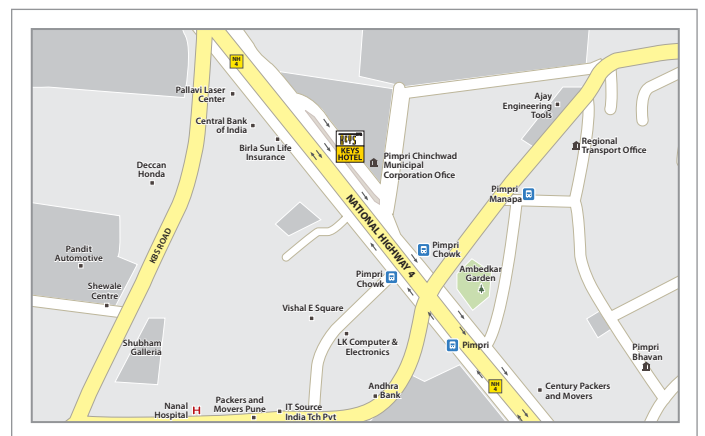 NH
4
Pallavi Laser
Center
Central Bank
of India
Birla Sun Life
Insurance
KEYS
HOTEL
Pimpri Chinchwad
Municipal
Corporation Ofice
Ajay
Engineering
Tools
Regional
Transport Office
Deccan
Honda
Pimpri
Manapa
NATIONAL HIGHWAY 4
KBS ROAD
Pandit
Automotive
Pimpri
Chowk
Ambedkar
Garden
Pimpri
Chowk
Shewale
Centre
Vishal E Square
Shubham
Galleria
LK Computer &
Electronics
Pimpri
Pimpri
Bhavan
Andhra
Bank
NH
4
Century Packers
and Movers
Nanal
Hospital
H
Packers and
Movers Pune
IT Source
India Tch Pvt